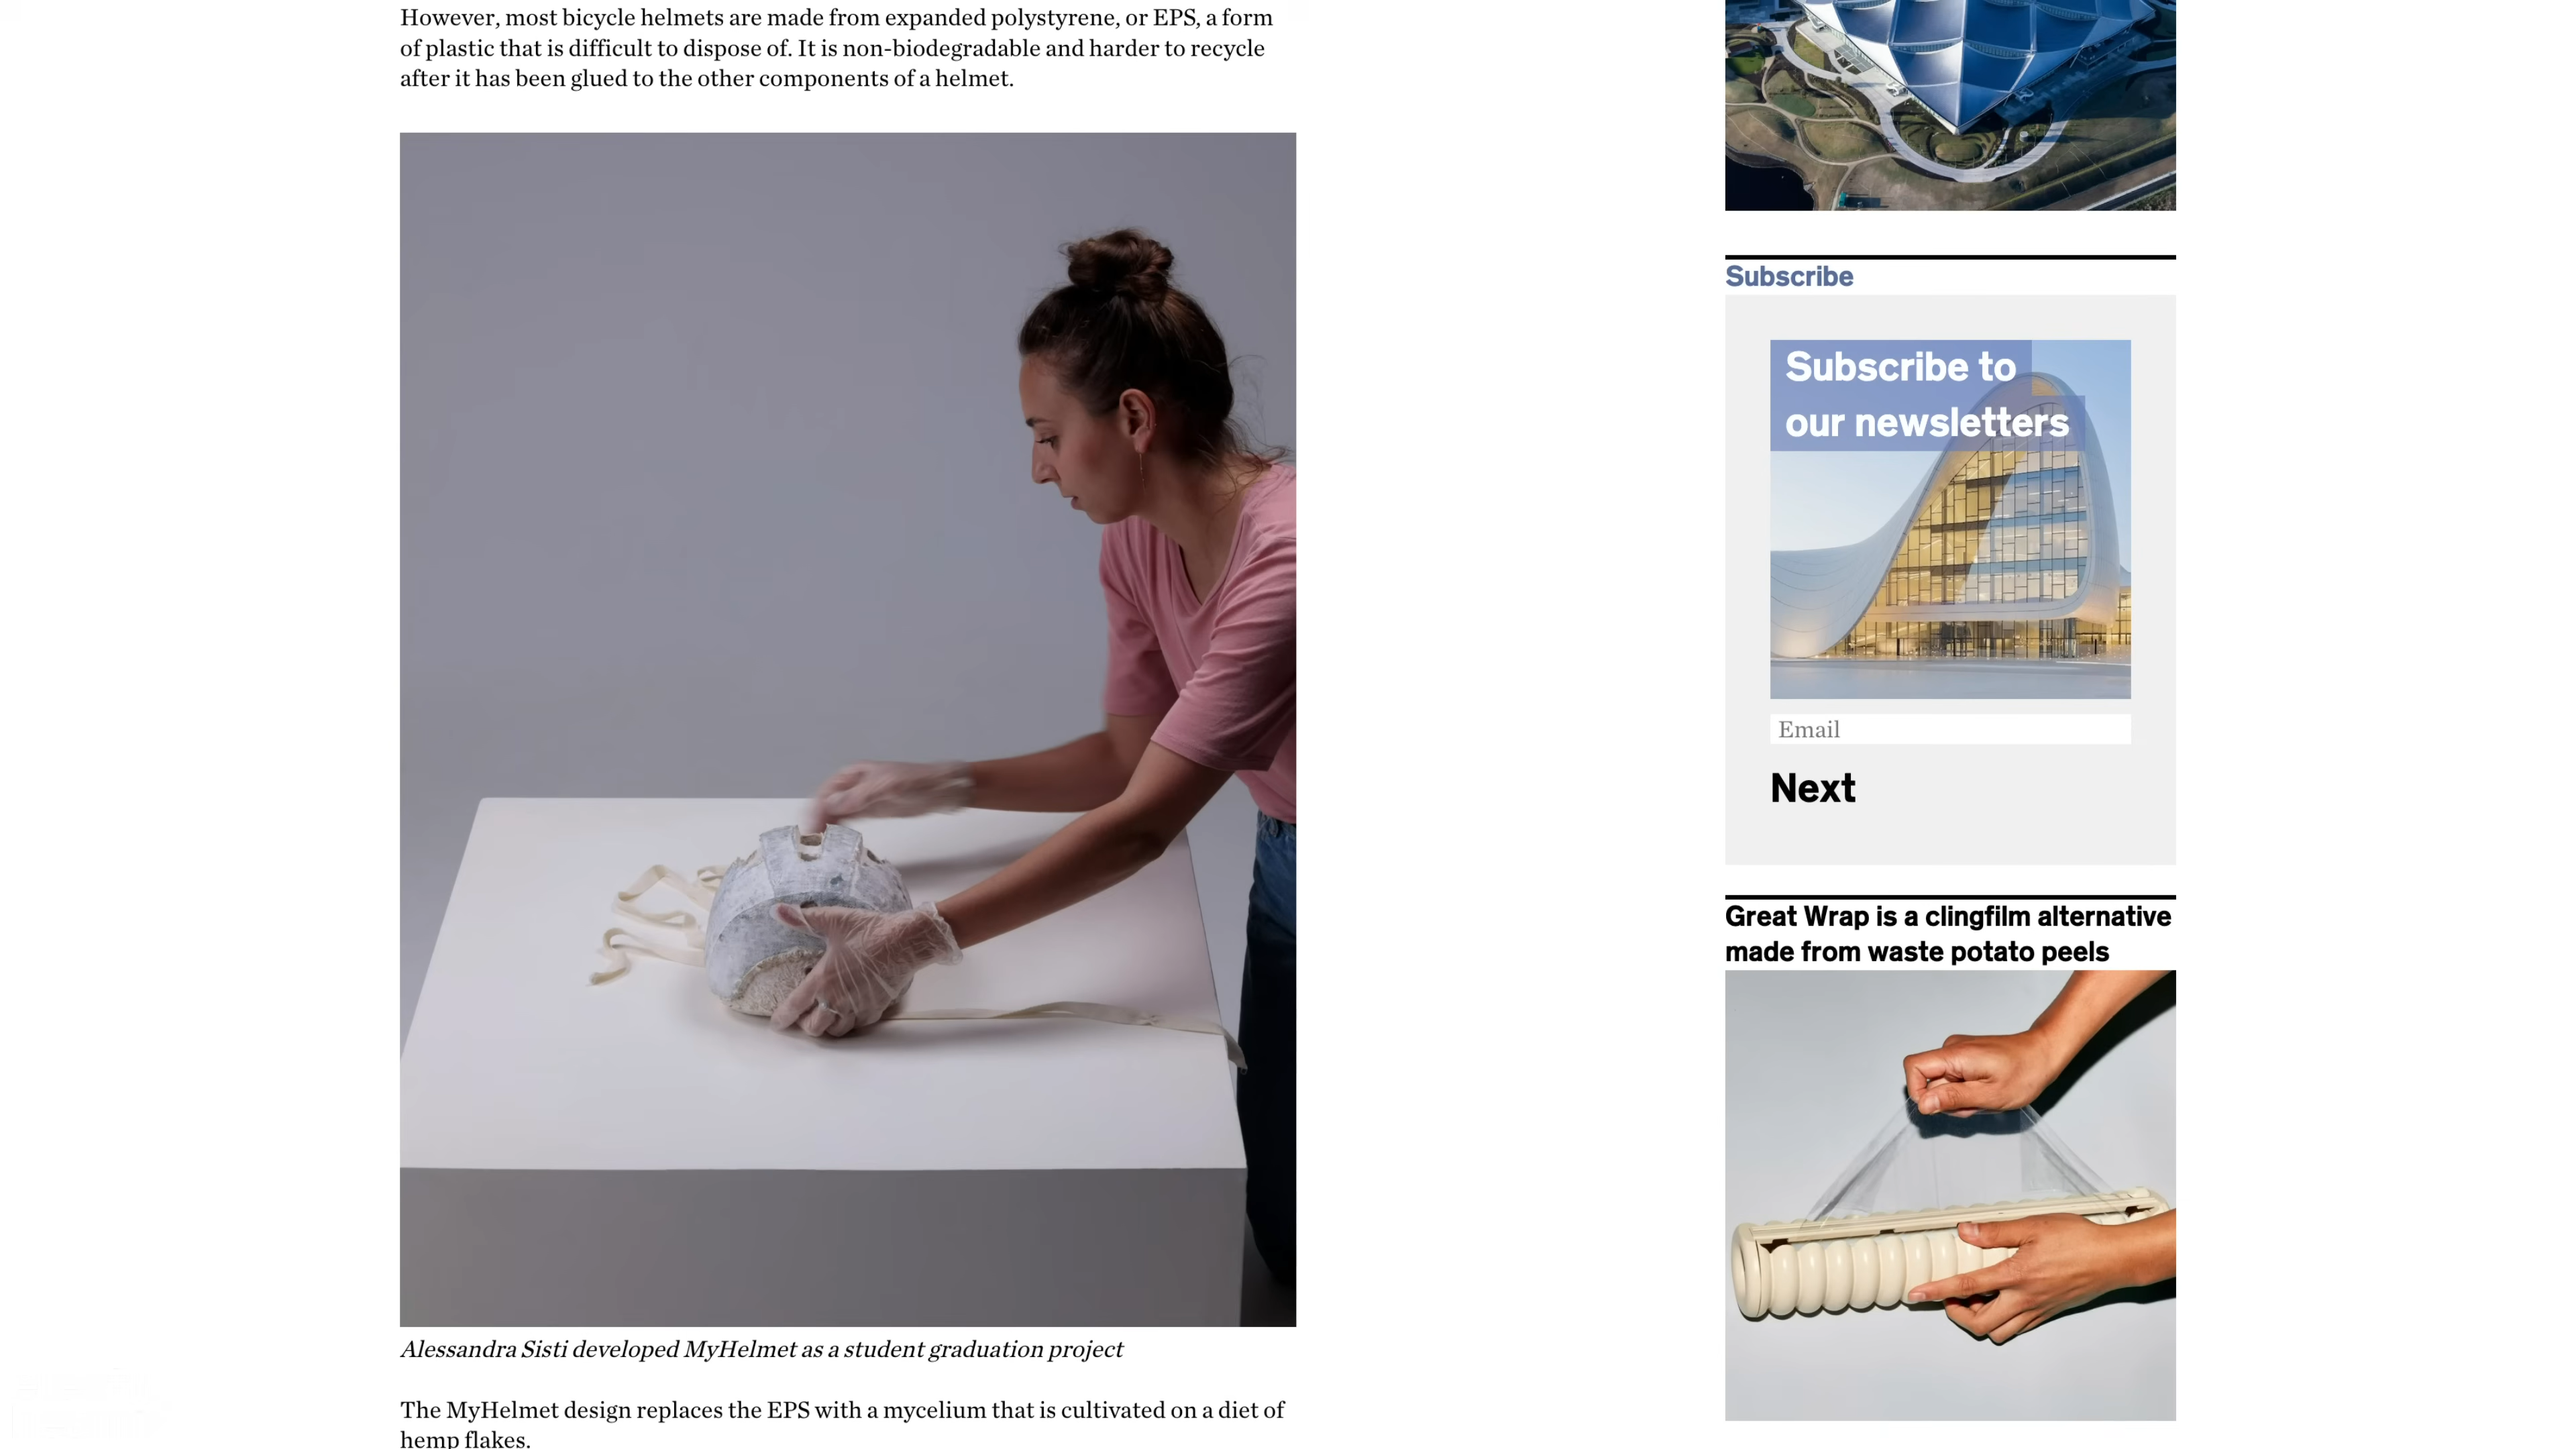 However, most bicycle helmets are made from expanded polystyrene, or EPS, a form
of plastic that is difficult to dispose of. It is non-biodegradable and harder to recycle
after it has been glued to the other components of a helmet.
Alessandra Sisti developed MyHelmet as a student graduation project
The MyHelmet design replaces the EPS with a mycelium that is cultivated on a diet of
hemp flakes.
Subscribe
Subscribe to
our newsletters
Email
Next
Great Wrap is a clingfilm alternative
made from waste potato peels